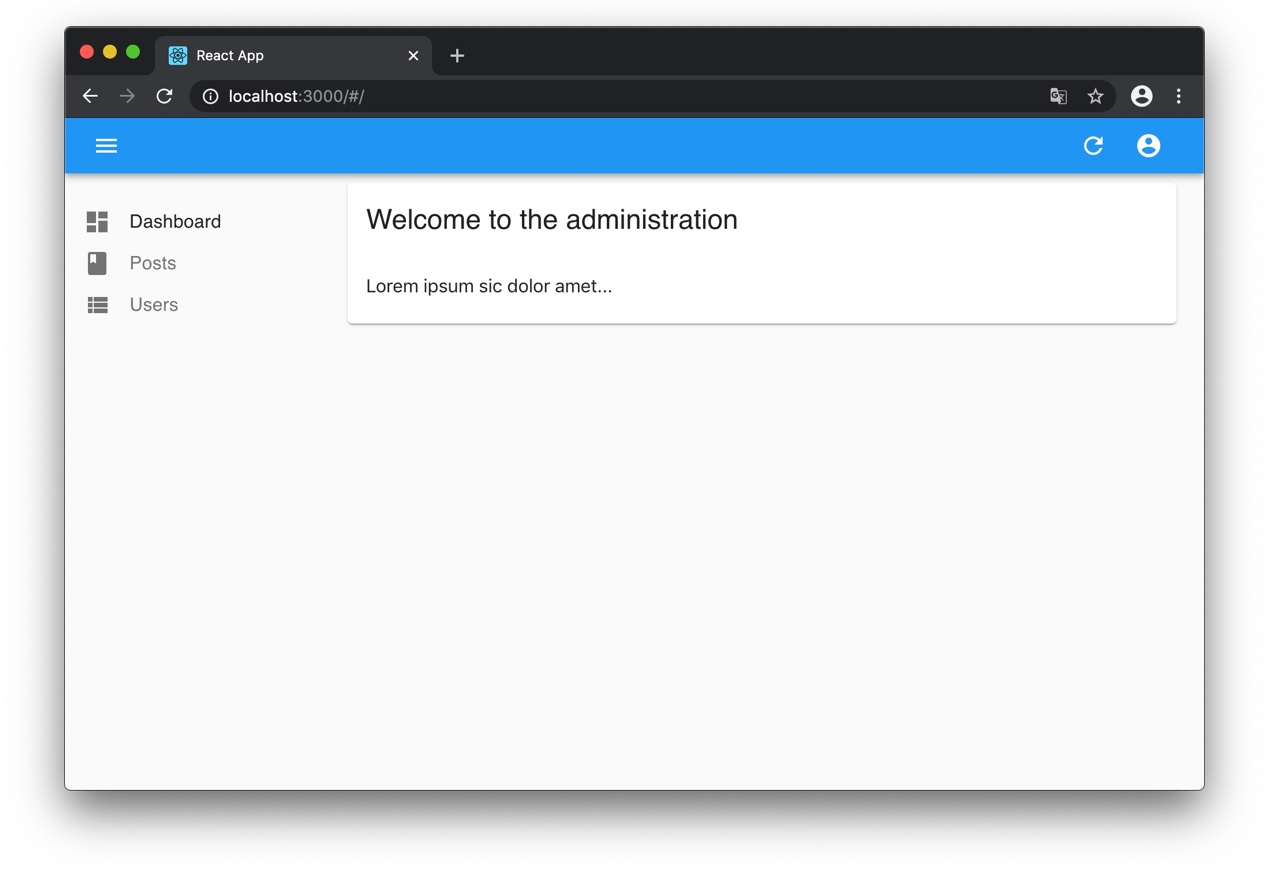 React App
localhost:3000/#/
Dashboard
Posts
Users
Welcome to the administration
Lorem ipsum sic dolor amet...